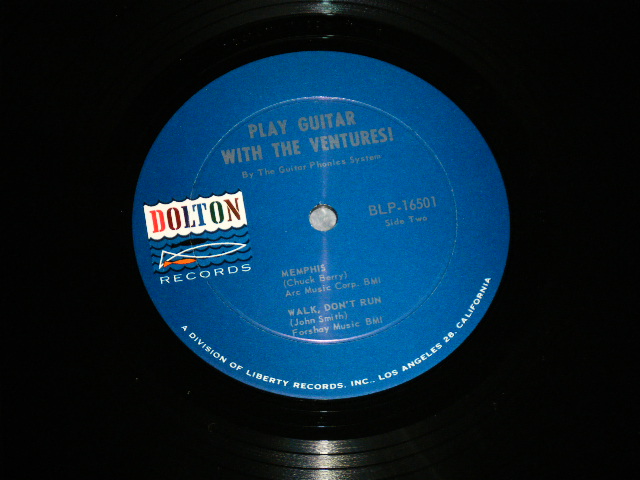 PLAY GUITAR
WITH THE VENTURES!
By The Guitar Phonics System
BLP-16501
Side Two
DOLTON
RECORDS
MEMPHIS
(Chuck Berry)
Arc Music Corp. BMI
WALK, DON'T RUN
(John Smith)
Forshay Music BMI
A DIVISION OF LIBERTY RECORDS, INC., LOS ANGELES 28, CALIFORNIA